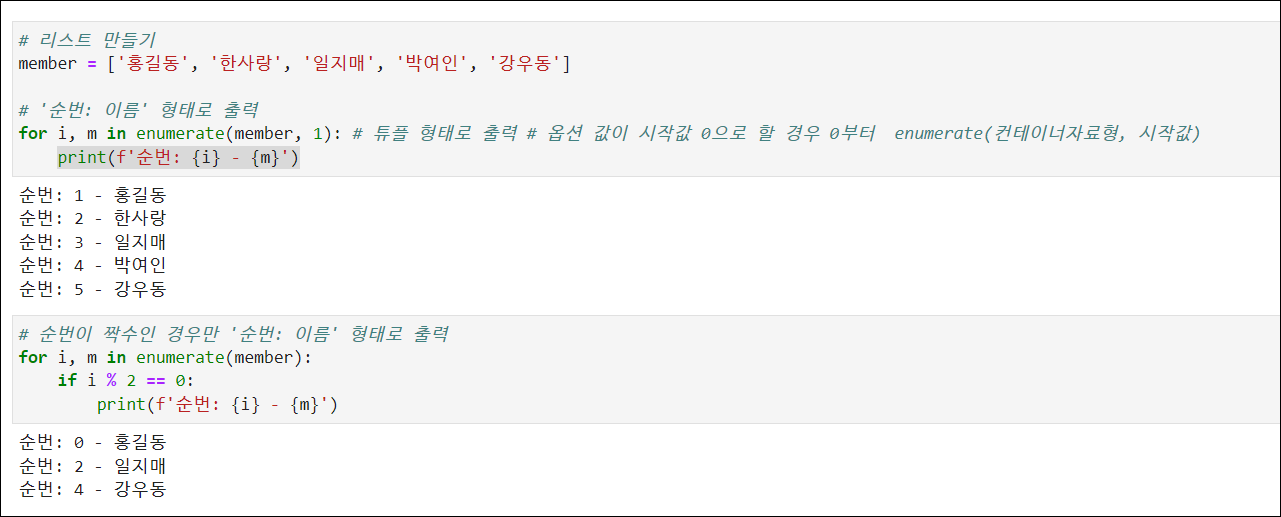 # 리스트 만들기
member = ['홍길동', '한사랑', '일지매', '박여인', '강우동']
# '순번: 이름' 형태로 출력
for i, m in enumerate(member, 1): # 튜플 형태로 출력 # 옵션 값이 시작값 0으로 할 경우 0부터  enumerate(컨테이너자료형, 시작값)
    print(f'순번: {i} - {m}')
순번: 1 - 홍길동
순번: 2 - 한사랑
순번: 3 - 일지매
순번: 4 - 박여인
순번: 5 - 강우동
# 순번이 짝수인 경우만 '순번: 이름' 형태로 출력
for i, m in enumerate(member):
    if i % 2 == 0:
        print(f'순번: {i} - {m}')
순번: 0 - 홍길동
순번: 2 - 일지매
순번: 4 - 강우동